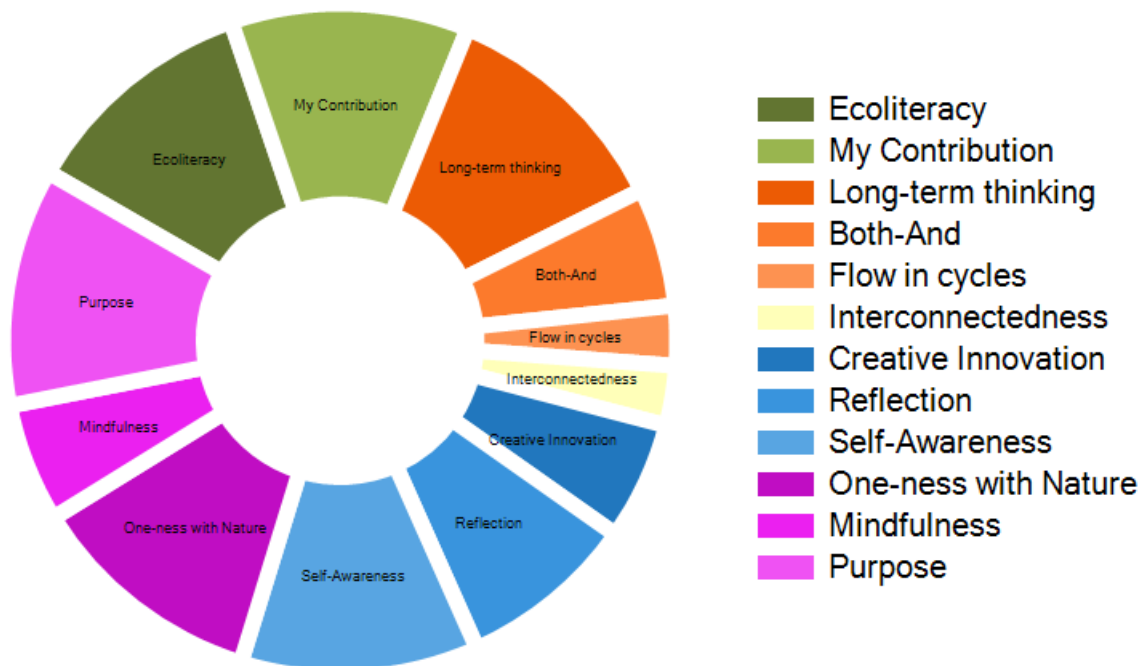 My Contribution
Ecoliteracy
Long-term thinking
Both-And
Purpose
Flow in cycles
Interconnectedness
Mindfulness
Creative Innovation
One-ness with Nature
Reflection
Self-Awareness
Ecoliteracy
My Contribution
Long-term thinking
Both-And
Flow in cycles
Interconnectedness
Creative Innovation
Reflection
Self-Awareness
One-ness with Nature
Mindfulness
Purpose